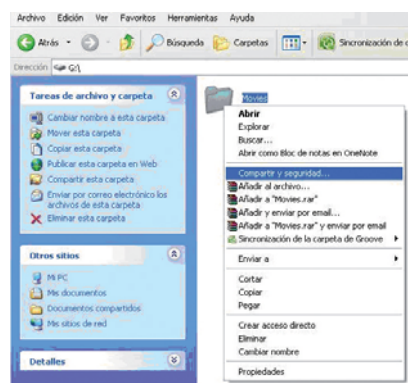 Archivo Edición Ver Favoritos Herramientas Ayuda
Atrás Búsqueda Carpetas Sincronización de
Dirección G:\
Tareas de archivo y carpeta
Cambiar nombre a esta carpeta
Mover esta carpeta
Copiar esta carpeta
Publicar esta carpeta en Web
Compartir esta carpeta
Enviar por correo electrónico los
archivos de esta carpeta
Eliminar esta carpeta
Otros sitios
Mi PC
Mis documentos
Documentos compartidos
Mis sitios de red
Detalles
Movies
Abrir
Explorar
Buscar...
Abrir como Bloc de notas en OneNote
Compartir y seguridad...
Añadir al archivo...
Añadir a "Movies.rar"
Añadir y enviar por email...
Añadir a "Movies.rar" y enviar por email
Sincronización de la carpeta de Groove
Enviar a
Cortar
Copiar
Pegar
Crear acceso directo
Eliminar
Cambiar nombre
Propiedades